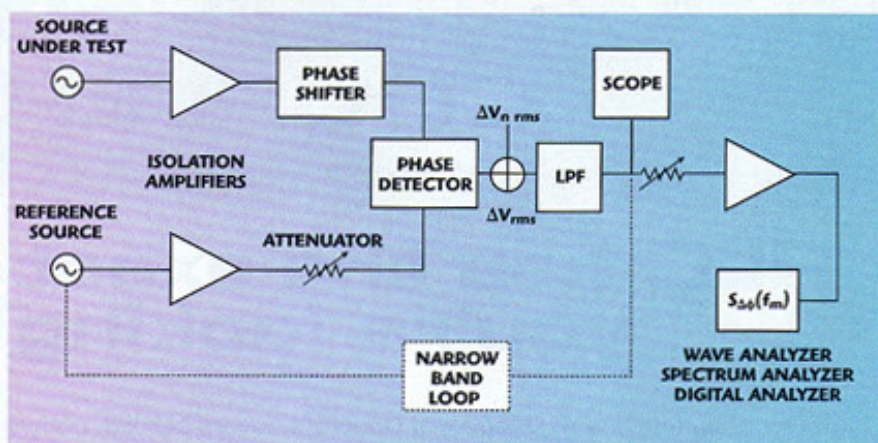 SOURCE
UNDER TEST
PHASE
SHIFTER
SCOPE
ΔVn rms
ISOLATION
AMPLIFIERS
PHASE
DETECTOR
LPF
ΔVrms
REFERENCE
SOURCE
ATTENUATOR
SΔϕ(fm)
NARROW
BAND
LOOP
WAVE ANALYZER
SPECTRUM ANALYZER
DIGITAL ANALYZER